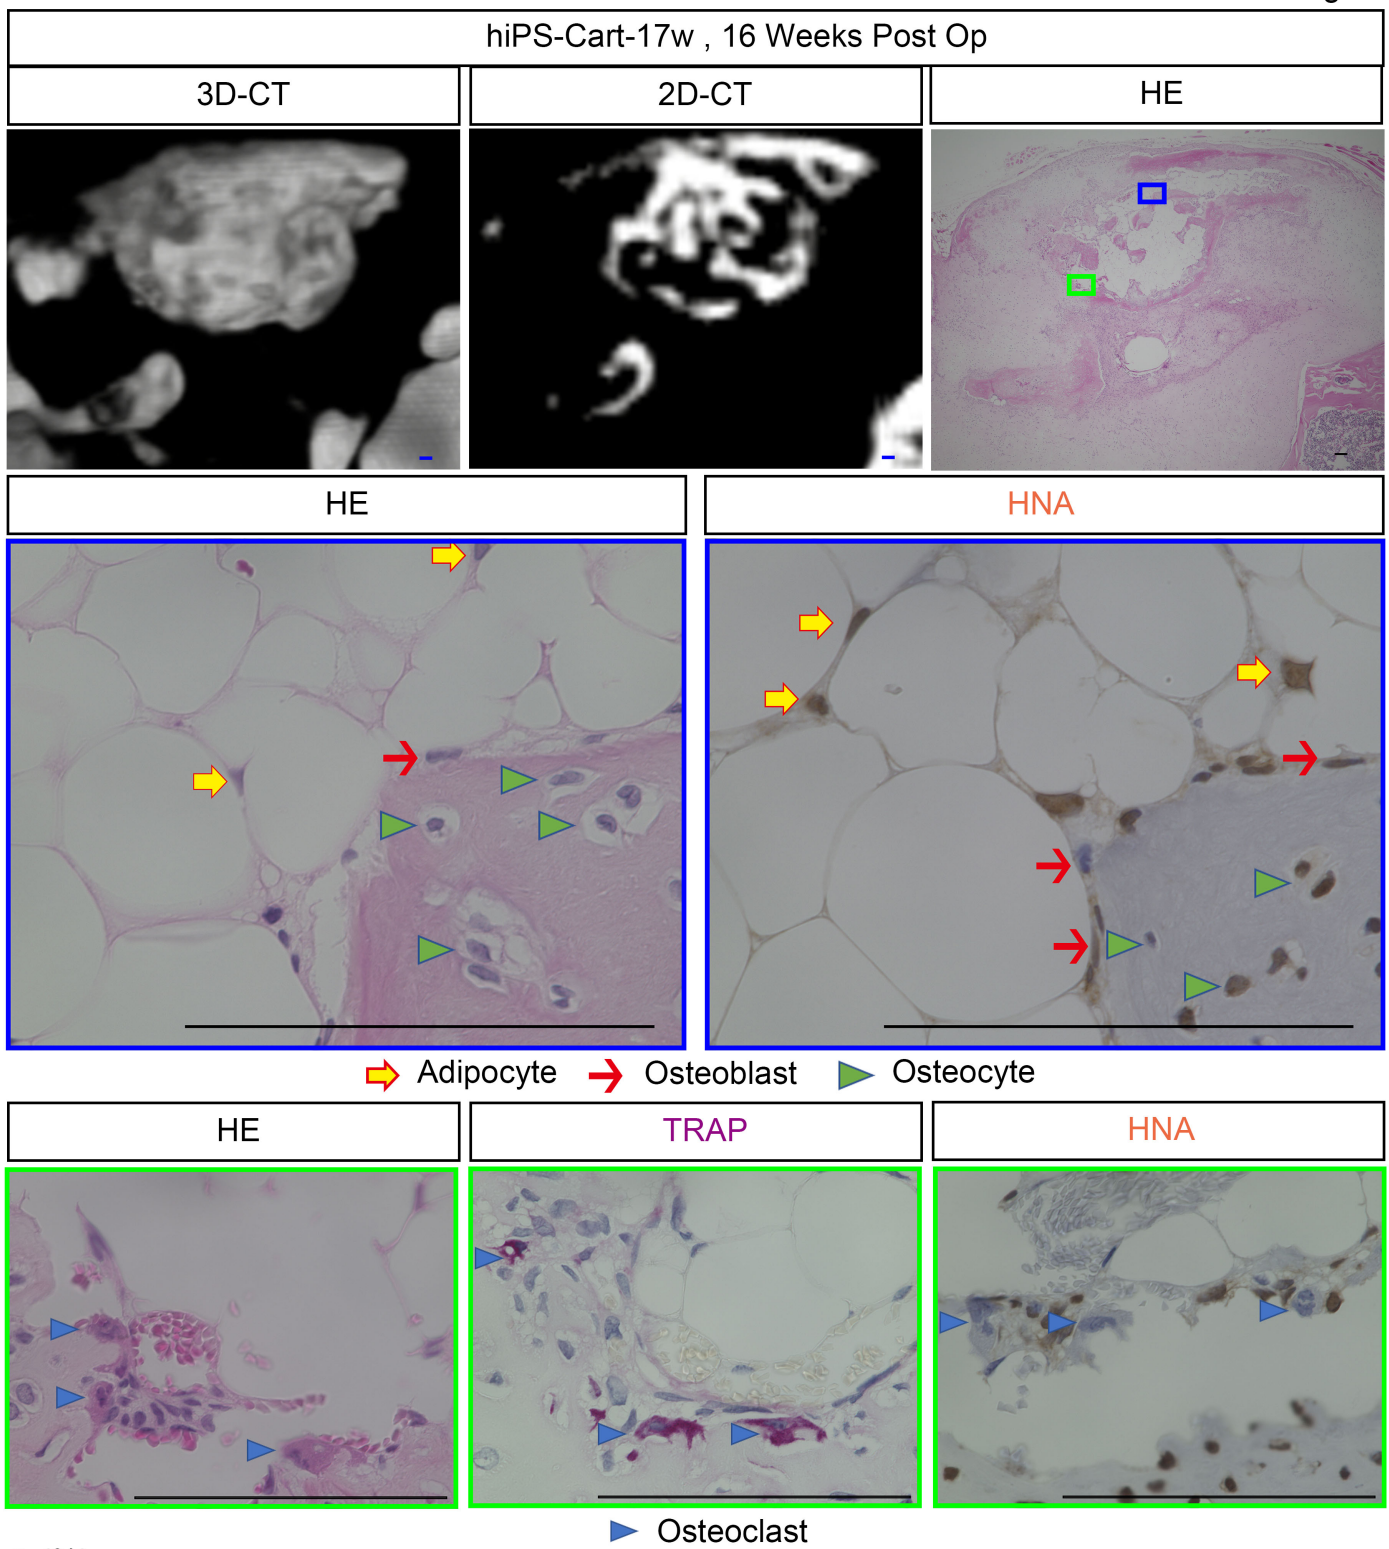 hiPS-Cart-17w , 16 Weeks Post Op
3D-CT 2D-CT HE
HE HNA
Adipocyte Osteoblast Osteocyte
HE TRAP HNA
Osteoclast